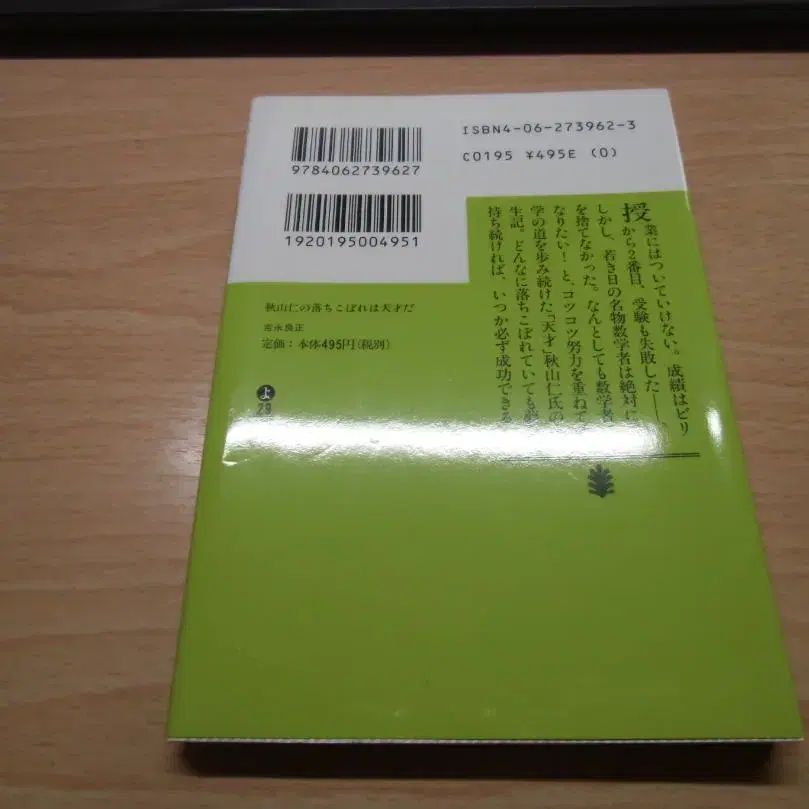 ISBN4-06-273962-3
C0195 ¥495E (0)
9784062739627
1920195004951
授業にはついていけない。成績はビリ
から2番目、受験も失敗した――、
しかし、若き日の名物数学者は絶対に
を捨てなかった。なんとしても数学者
なりたい!と、コツコツ努力を重ねて
学の道を歩み続けた「天才」秋山仁氏の
生記。どんなに落ちこぼれていても
持ち続ければ、いつか必ず成功できる
秋山仁の落ちこぼれは天才だ
吉永良正
定価:本体495円(税別)
よ
29